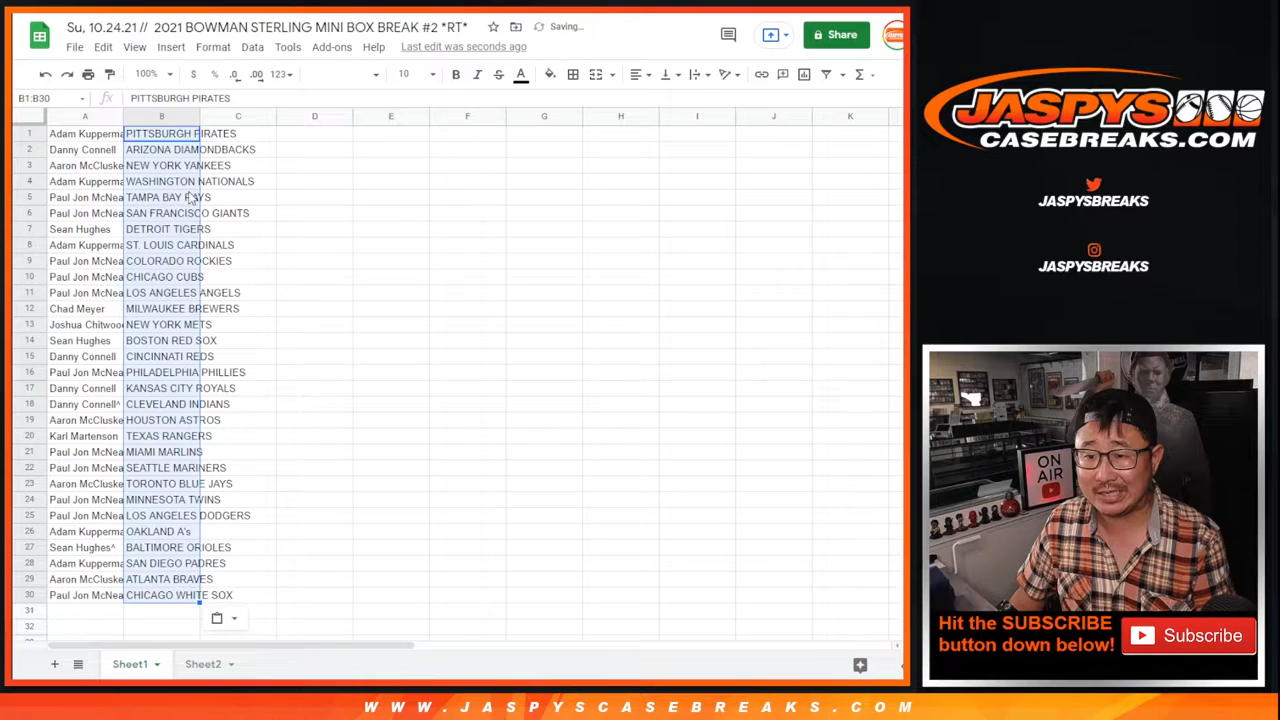 Su, 10.24.21 // 2021 BOWMAN STERLING MINI BOX BREAK #2 *RT*
Saving...
File Edit View Insert Format Data Tools Add-ons Help Last edit was seconds ago
Share
100% $ % .0 .00 123 10 B I S A
B1:B30 fx PITTSBURGH PIRATES
A B C D E F G H I J K
1 Adam Kupperma PITTSBURGH PIRATES
2 Danny Connell ARIZONA DIAMONDBACKS
3 Aaron McCluske NEW YORK YANKEES
4 Adam Kupperma WASHINGTON NATIONALS
5 Paul Jon McNea TAMPA BAY RAYS
6 Paul Jon McNea SAN FRANCISCO GIANTS
7 Sean Hughes DETROIT TIGERS
8 Adam Kupperma ST. LOUIS CARDINALS
9 Paul Jon McNea COLORADO ROCKIES
10 Paul Jon McNea CHICAGO CUBS
11 Paul Jon McNea LOS ANGELES ANGELS
12 Chad Meyer MILWAUKEE BREWERS
13 Joshua Chitwood NEW YORK METS
14 Sean Hughes BOSTON RED SOX
15 Danny Connell CINCINNATI REDS
16 Paul Jon McNea PHILADELPHIA PHILLIES
17 Danny Connell KANSAS CITY ROYALS
18 Danny Connell^ CLEVELAND INDIANS
19 Aaron McCluske HOUSTON ASTROS
20 Karl Martenson TEXAS RANGERS
21 Paul Jon McNea MIAMI MARLINS
22 Paul Jon McNea SEATTLE MARINERS
23 Aaron McCluske TORONTO BLUE JAYS
24 Paul Jon McNea MINNESOTA TWINS
25 Paul Jon McNea LOS ANGELES DODGERS
26 Adam Kupperma OAKLAND A's
27 Sean Hughes^ BALTIMORE ORIOLES
28 Adam Kupperma SAN DIEGO PADRES
29 Aaron McCluske ATLANTA BRAVES
30 Paul Jon McNea CHICAGO WHITE SOX
31
32
Sheet1 Sheet2
JASPYS
CASEBREAKS.COM
JASPYSBREAKS
JASPYSBREAKS
ON
AIR
Hit the SUBSCRIBE
button down below!
Subscribe
WWW.JASPYSCASEBREAKS.COM